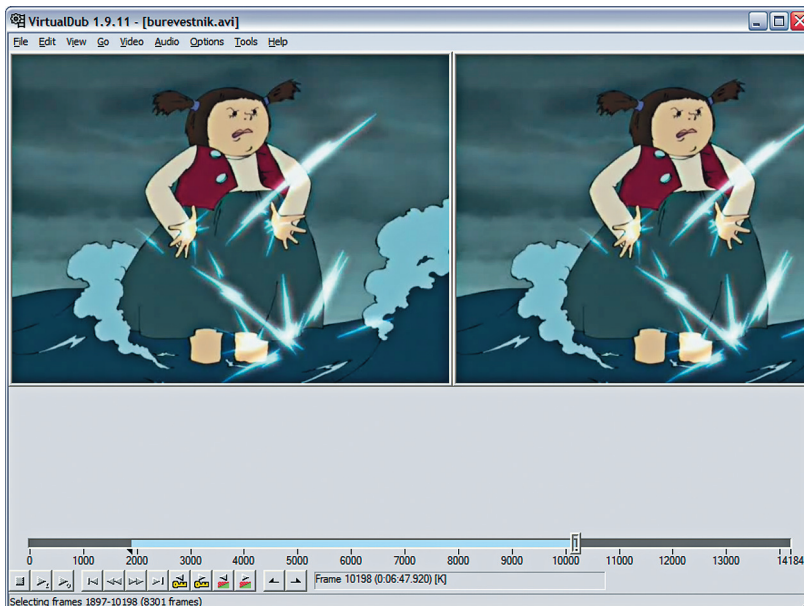 VirtualDub 1.9.11 - [burevestnik.avi]
File Edit View Go Video Audio Options Tools Help
0 1000 2000 3000 4000 5000 6000 7000 8000 9000 10000 11000 12000 13000 14184
Frame 10198 (0:06:47.920) [K]
Selecting frames 1897-10198 (8301 frames)